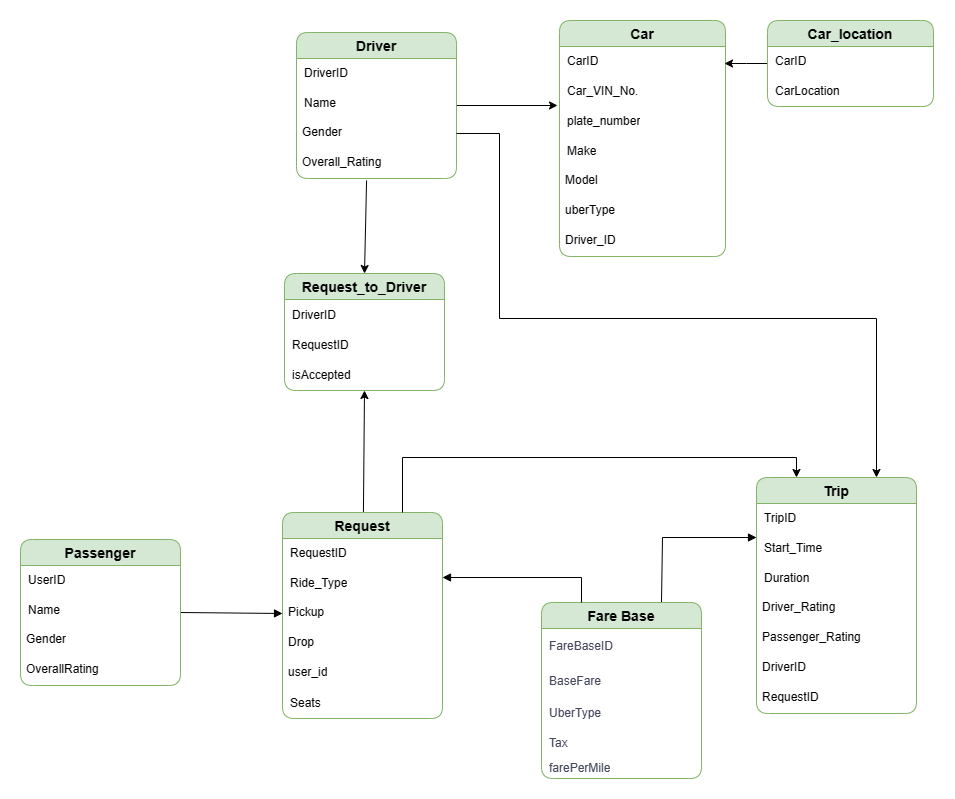 Driver
DriverID
Name
Gender
Overall_Rating
Car
CarID
Car_VIN_No.
plate_number
Make
Model
uberType
Driver_ID
Car_location
CarID
CarLocation
Request_to_Driver
DriverID
RequestID
isAccepted
Passenger
UserID
Name
Gender
OverallRating
Request
RequestID
Ride_Type
Pickup
Drop
user_id
Seats
Fare Base
FareBaseID
BaseFare
UberType
Tax
farePerMile
Trip
TripID
Start_Time
Duration
Driver_Rating
Passenger_Rating
DriverID
RequestID